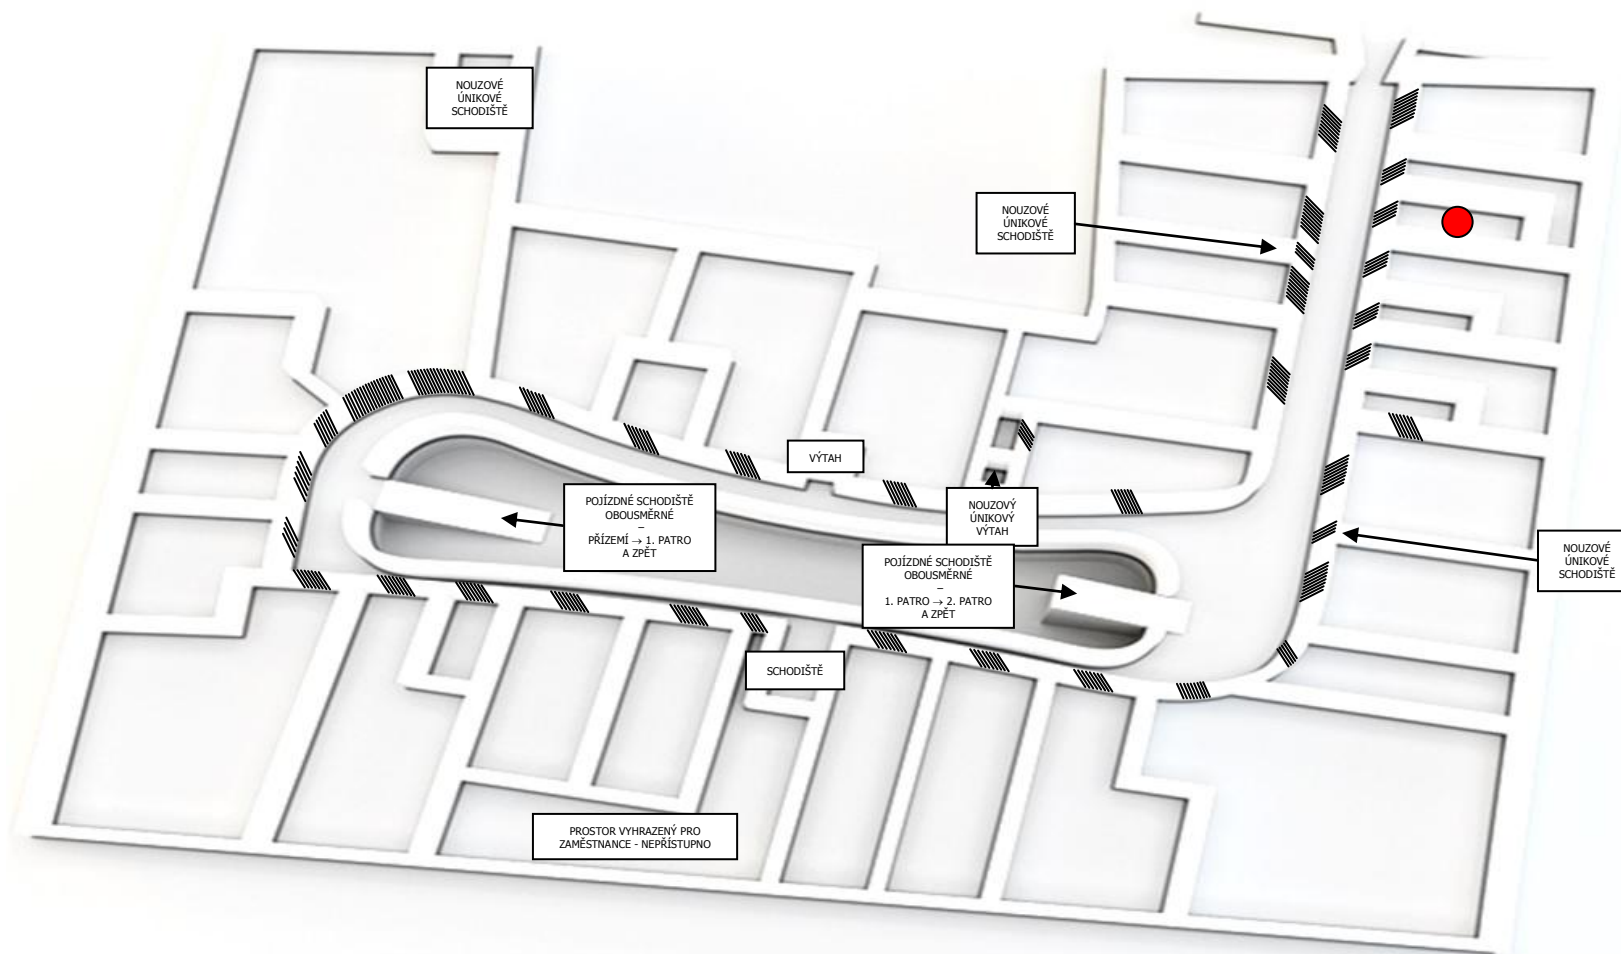 NOUZOVÉ
ÚNIKOVÉ
SCHODIŠTĚ
NOUZOVÉ
ÚNIKOVÉ
SCHODIŠTĚ
VÝTAH
POJÍZDNÉ SCHODIŠTĚ
OBOUSMĚRNÉ
–
PŘÍZEMÍ → 1. PATRO
A ZPĚT
NOUZOVÝ
ÚNIKOVÝ
VÝTAH
POJÍZDNÉ SCHODIŠTĚ
OBOUSMĚRNÉ
–
1. PATRO → 2. PATRO
A ZPĚT
NOUZOVÉ
ÚNIKOVÉ
SCHODIŠTĚ
SCHODIŠTĚ
PROSTOR VYHRAZENÝ PRO
ZAMĚSTNANCE - NEPŘÍSTUPNO